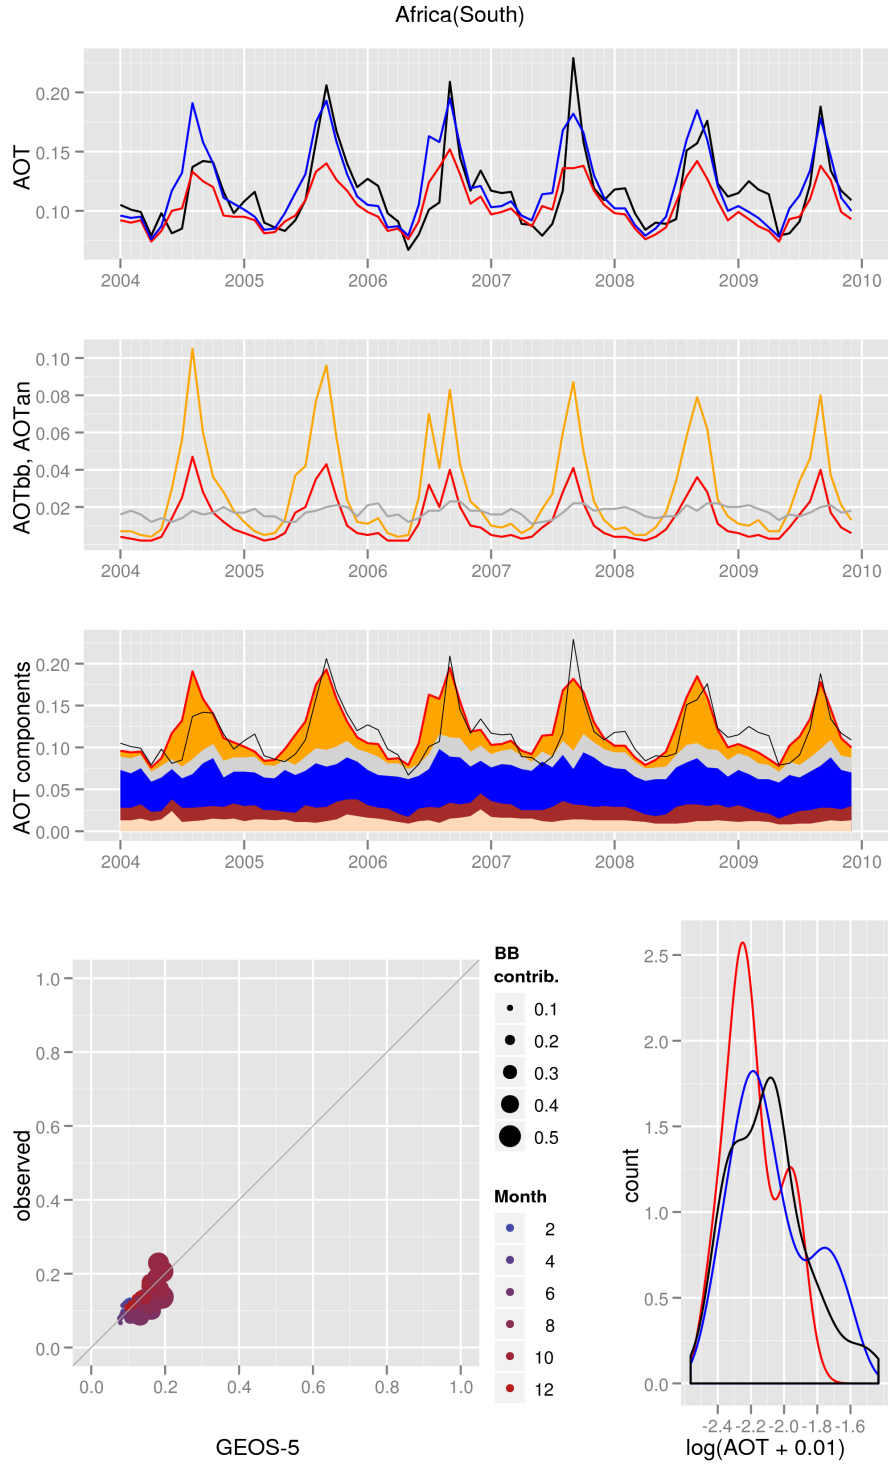 Africa(South)
AOT
0.20
0.15
0.10
2004 2005 2006 2007 2008 2009 2010
AOTbb, AOTan
0.10
0.08
0.06
0.04
0.02
2004 2005 2006 2007 2008 2009 2010
AOT components
0.20
0.15
0.10
0.05
0.00
2004 2005 2006 2007 2008 2009 2010
observed
1.0
0.8
0.6
0.4
0.2
0.0
0.0 0.2 0.4 0.6 0.8 1.0
GEOS-5
BB
contrib.
0.1
0.2
0.3
0.4
0.5
Month
2
4
6
8
10
12
count
2.5
2.0
1.5
1.0
0.5
0.0
-2.4 -2.2 -2.0 -1.8 -1.6
log(AOT + 0.01)